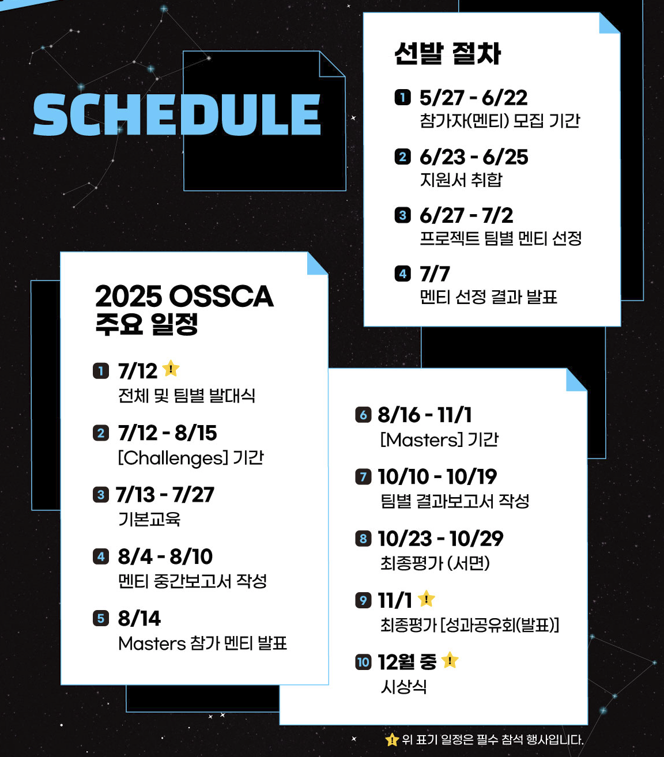 SCHEDULE
선발 절차
1 5/27 - 6/22
참가자(멘티) 모집 기간
2 6/23 - 6/25
지원서 취합
3 6/27 - 7/2
프로젝트 팀별 멘티 선정
4 7/7
멘티 선정 결과 발표
2025 OSSCA
주요 일정
1 7/12 !
전체 및 팀별 발대식
2 7/12 - 8/15
[Challenges] 기간
3 7/13 - 7/27
기본교육
4 8/4 - 8/10
멘티 중간보고서 작성
5 8/14
Masters 참가 멘티 발표
6 8/16 - 11/1
[Masters] 기간
7 10/10 - 10/19
팀별 결과보고서 작성
8 10/23 - 10/29
최종평가 (서면)
9 11/1 !
최종평가 [성과공유회(발표)]
10 12월 중 !
시상식
! 위 표기 일정은 필수 참석 행사입니다.